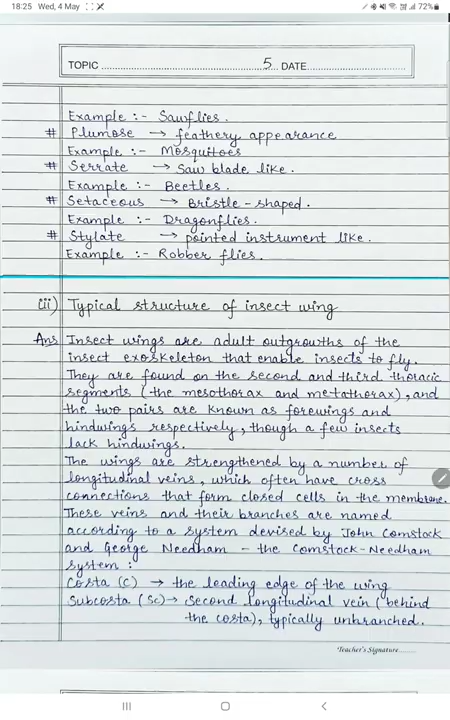 18:25 Wed, 4 May 72%
TOPIC 5 DATE
Example :- Sawflies.
# Plumose → feathery appearance
Example :- Mosquitoes
# Serrate → Saw blade like.
Example :- Beetles.
# Setaceous → Bristle-shaped.
Example :- Dragonflies.
# Stylate → pointed instrument like.
Example :- Robber flies.
iii) Typical structure of insect wing
Ans Insect wings are adult outgrowths of the
insect exoskeleton that enable insects to fly.
They are found on the second and third thoracic
segments (the mesothorax and metathorax), and
the two pairs are known as forewings and
hindwings respectively, though a few insects
lack hindwings.
The wings are strengthened by a number of
longitudinal veins, which often have cross
connections that form closed cells in the membrane.
These veins and their branches are named
according to a system devised by John Comstock
and George Needham - the Comstock-Needham
system :
Costa (C) → the leading edge of the wing
Subcosta (Sc) → second longitudinal vein (behind
the costa), typically unbranched.
Teacher's Signature